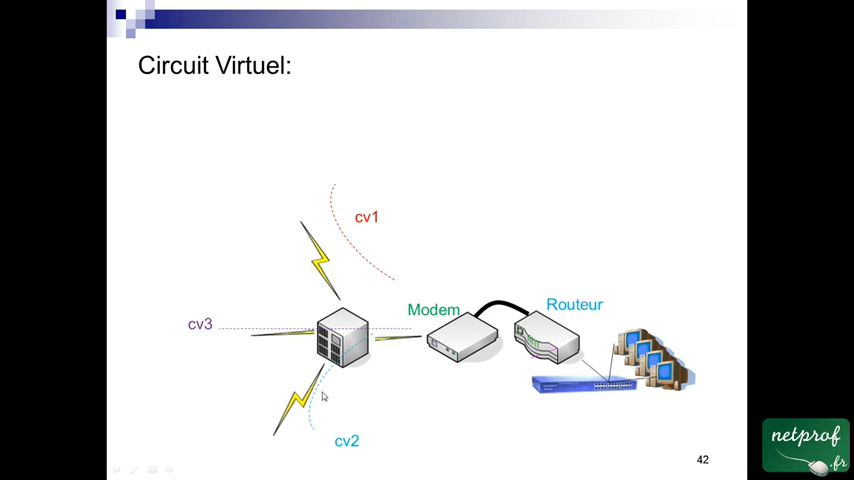 Circuit Virtuel:
cv1
Modem
Routeur
cv3
cv2
42
netprof
.fr